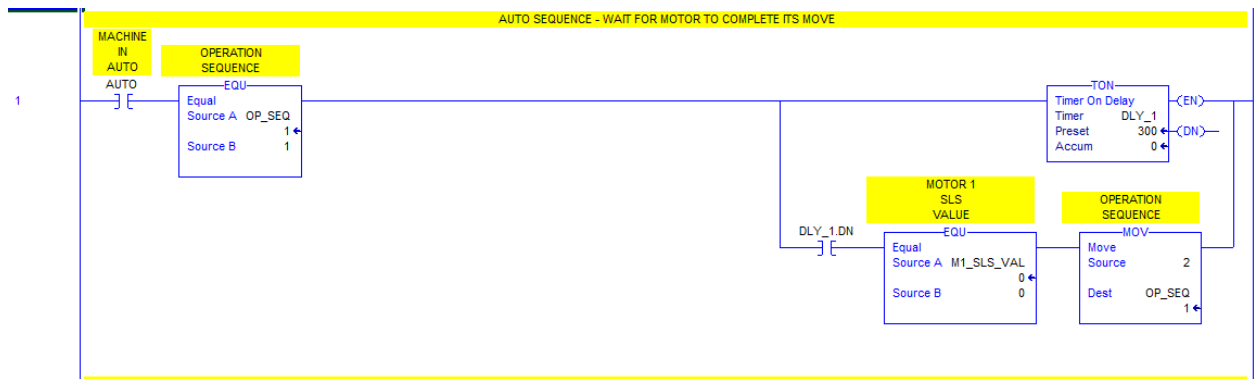 AUTO SEQUENCE - WAIT FOR MOTOR TO COMPLETE ITS MOVE
MACHINE
IN
AUTO
AUTO
OPERATION
SEQUENCE
EQU
Equal
Source A OP_SEQ
1
Source B 1
1
TON
Timer On Delay
Timer DLY_1
Preset 300
Accum 0
(EN)
(DN)
DLY_1.DN
MOTOR 1
SLS
VALUE
EQU
Equal
Source A M1_SLS_VAL
0
Source B 0
OPERATION
SEQUENCE
MOV
Move
Source 2
Dest OP_SEQ
1